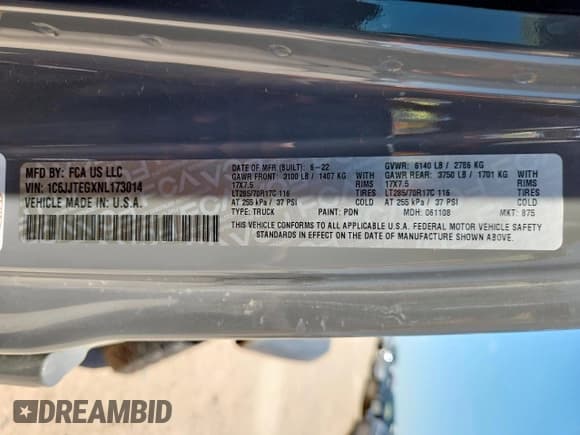 MFD BY: FCA US LLC
VIN: 1C6JJTEGXNL173014
VEHICLE MADE IN: U.S.A.
DATE OF MFR (BUILT): 6-22
GVWR: 6140 LB / 2786 KG
GAWR FRONT: 3100 LB / 1407 KG WITH
GAWR REAR: 3750 LB / 1701 KG WITH
17X7.5 RIMS
17X7.5 RIMS
LT285/70R17C 116 TIRES
LT285/70R17C 116 TIRES
AT 255 kPa / 37 PSI COLD
AT 255 kPa / 37 PSI COLD
TYPE: TRUCK PAINT: PDN MDH: 061108 MKT: B75
THIS VEHICLE CONFORMS TO ALL APPLICABLE U.S.A. FEDERAL MOTOR VEHICLE SAFETY
STANDARDS IN EFFECT ON THE DATE OF MANUFACTURE SHOWN ABOVE.
DREAMBID